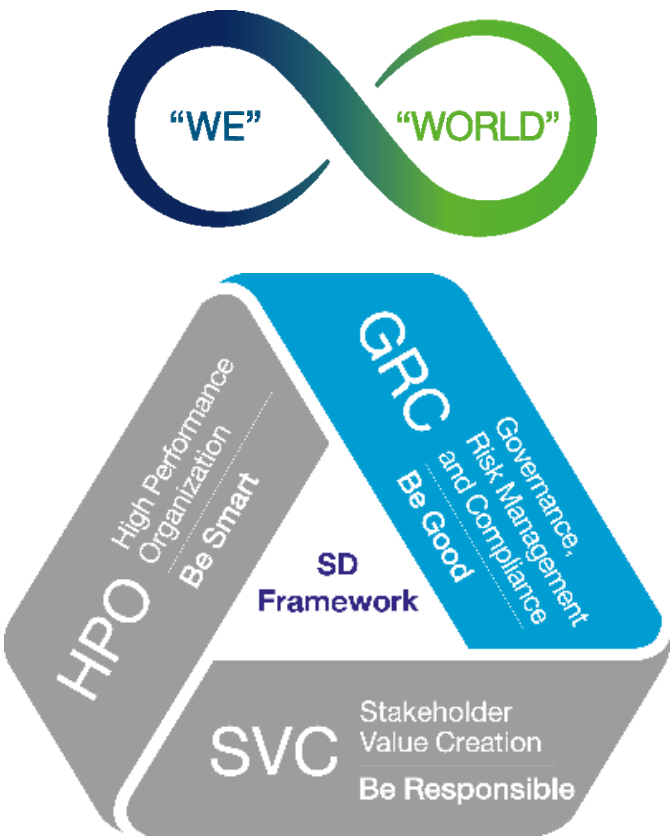 “WE”
“WORLD”
GRC
Governance,
Risk Management
and Compliance
Be Good
HPO
High Performance
Organization
Be Smart
SD
Framework
SVC
Stakeholder
Value Creation
Be Responsible